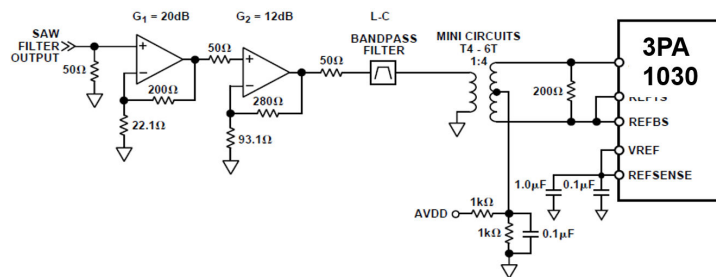 G1 = 20dB
G2 = 12dB
L-C
BANDPASS
FILTER
MINI CIRCUITS
T4 - 6T
1:4
SAW
FILTER
OUTPUT
50Ω
200Ω
22.1Ω
50Ω
280Ω
93.1Ω
50Ω
200Ω
3PA
1030
REFBS
VREF
REFSENSE
1.0µF
0.1µF
AVDD
1kΩ
1kΩ
0.1µF